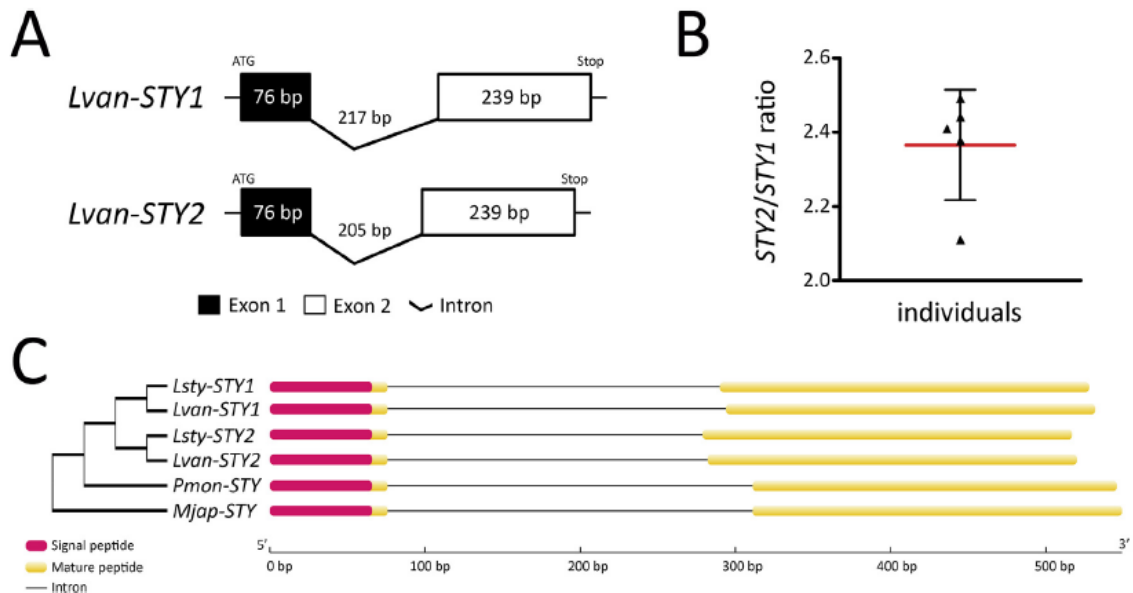 A
ATG
Stop
Lvan-STY1
76 bp
217 bp
239 bp
ATG
Stop
Lvan-STY2
76 bp
205 bp
239 bp
Exon 1
Exon 2
Intron
B
STY2/STY1 ratio
2.6
2.4
2.2
2.0
individuals
C
Lsty-STY1
Lvan-STY1
Lsty-STY2
Lvan-STY2
Pmon-STY
Mjap-STY
Signal peptide
Mature peptide
Intron
5′
3′
0 bp
100 bp
200 bp
300 bp
400 bp
500 bp